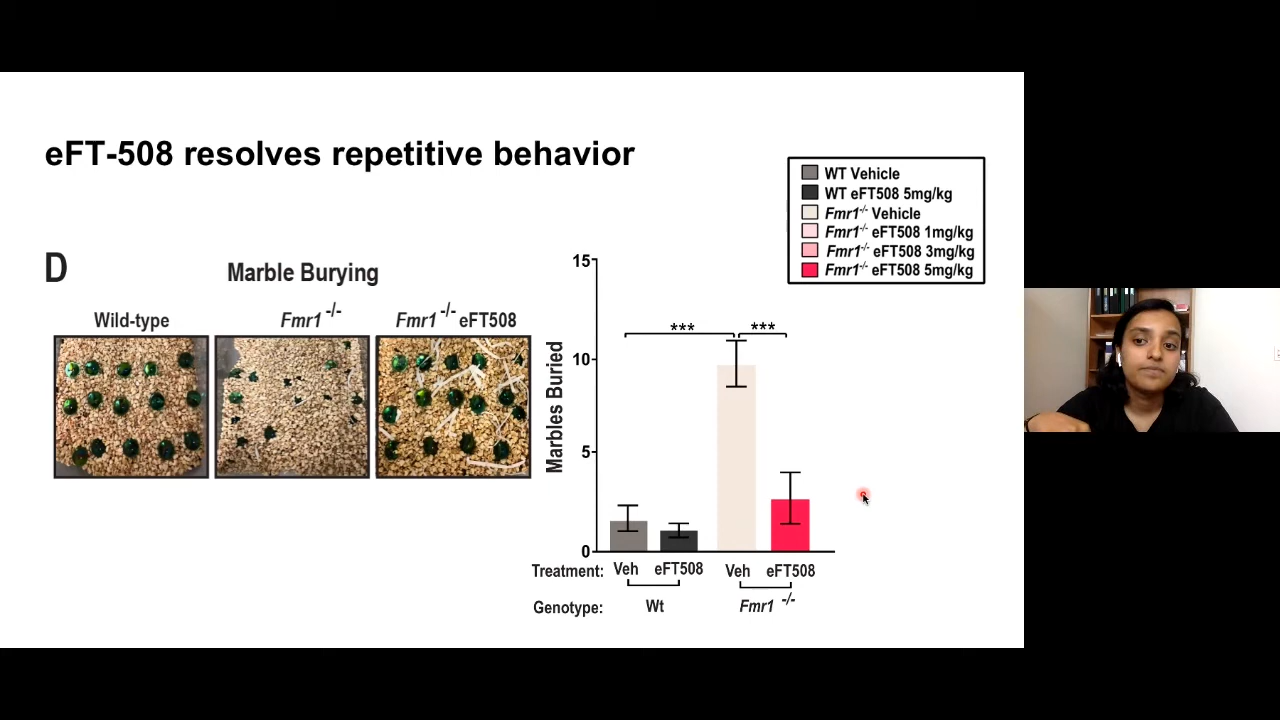 eFT-508 resolves repetitive behavior
WT Vehicle
WT eFT508 5mg/kg
Fmr1-/- Vehicle
Fmr1-/- eFT508 1mg/kg
Fmr1-/- eFT508 3mg/kg
Fmr1-/- eFT508 5mg/kg
D
Marble Burying
Wild-type
Fmr1 -/-
Fmr1 -/- eFT508
Marbles Buried
15
10
5
0
*** ***
Treatment: Veh eFT508 Veh eFT508
Genotype: Wt Fmr1 -/-